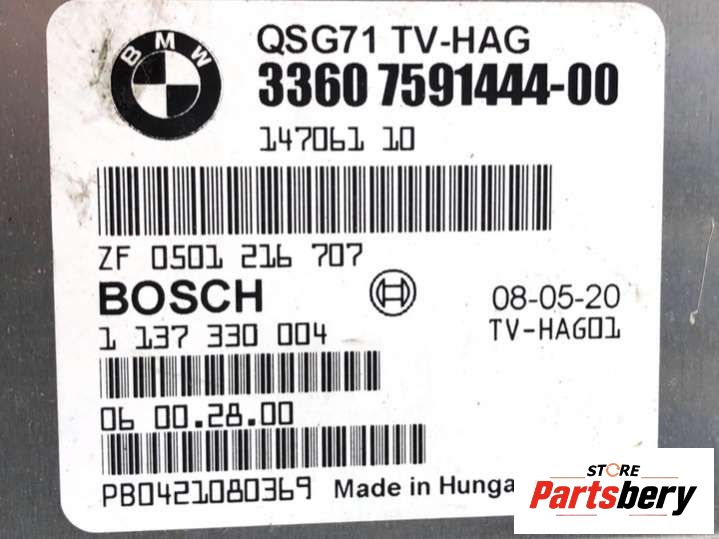 BMW
QSG71 TV-HAG
3360 7591444-00
147061 10
ZF 0501 216 707
BOSCH
08-05-20
1 137 330 004
TV-HAG01
06 00.28.00
PB0421080369 Made in Hunga
STORE
Partsbery